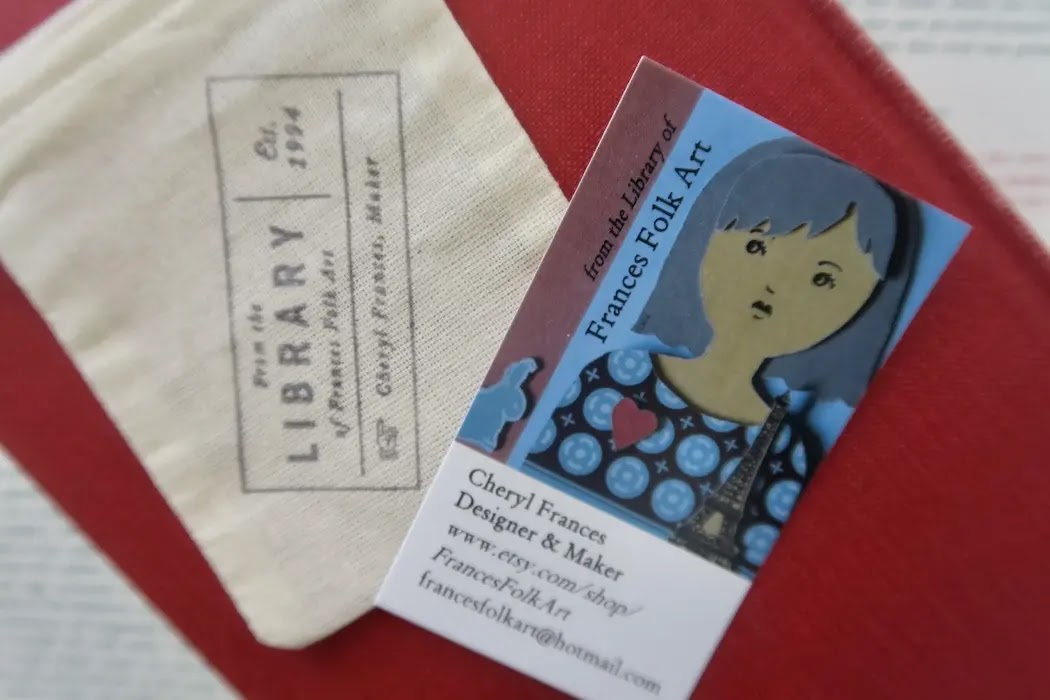 From the
LIBRARY
of Frances Folk Art
Est.
1994
☞ Cheryl Frances, Maker
from the Library of
Frances Folk Art
Cheryl Frances
Designer & Maker
www.etsy.com/shop/
FrancesFolkArt
francesfolkart@hotmail.com